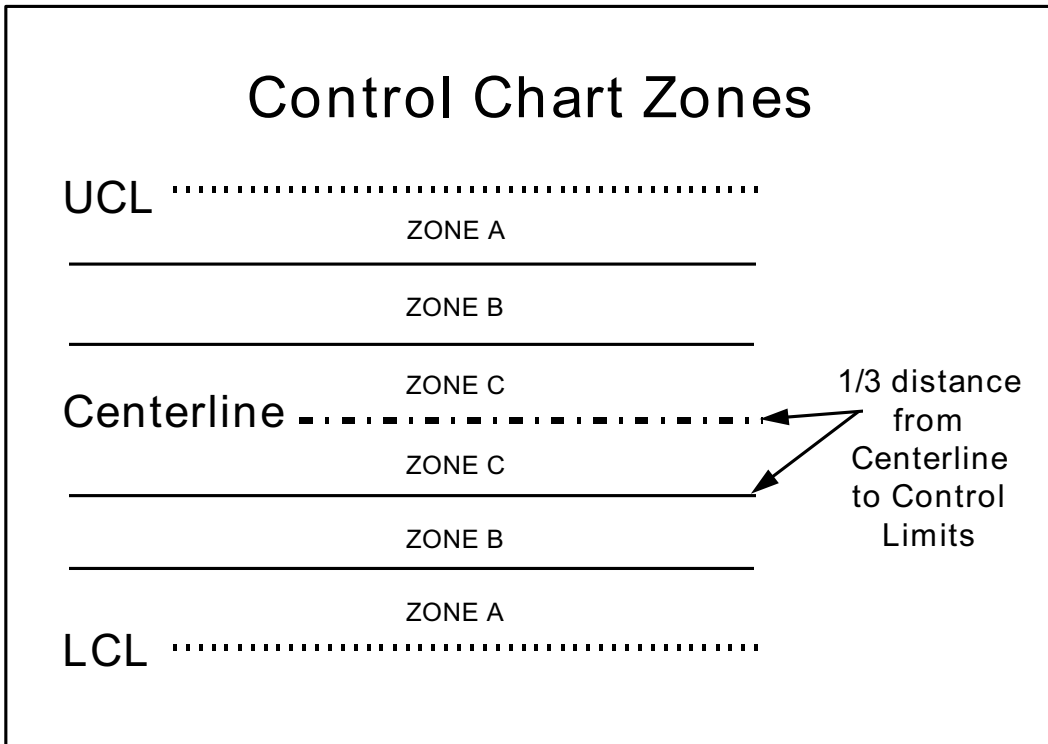 Control Chart Zones
UCL
ZONE A
ZONE B
ZONE C
Centerline
ZONE C
ZONE B
ZONE A
LCL
1/3 distance
from
Centerline
to Control
Limits